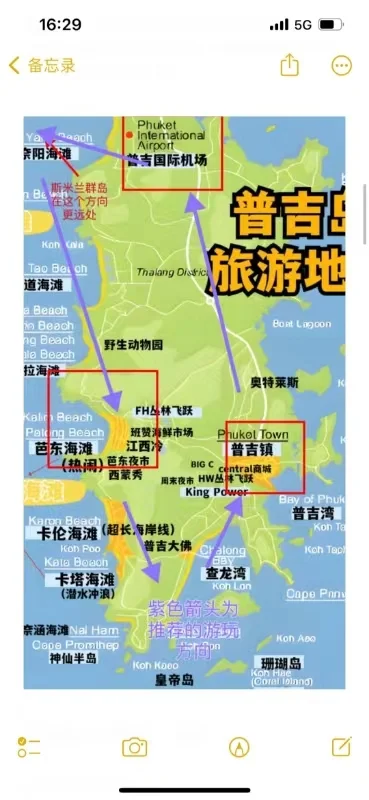 16:29
5G
备忘录
Phuket
International
Airport
普吉国际机场
Beach
奈阳海滩
斯米兰群岛
在这个方向
更远处
普吉岛
旅游地
Koh Kala
Thalang District
Tao Beach
道海滩
Boat Lagoon
Beach
Beach
Beach
Beach
拉海滩
野生动物园
奥特莱斯
Kalim Beach
Patong Beach
芭东海滩
(热闹)
FH丛林飞跃
班赞海鲜市场
江西冷
芭东夜市
西蒙秀
Phuket Town
普吉镇
BIG C
central商城
周末夜市
HW丛林飞跃
King Power
海滩
Bay of Phuket
普吉湾
Karon Beach
卡伦海滩
(超长海岸线)
Koh Poo
普吉大佛
Kata Beach
卡塔海滩
(潜水冲浪)
Chalong
Bay
查龙湾
Koh Lon
紫色箭头为
推荐的游玩
方向
奈涵海滩
Nai Harn
Cape Promthep
神仙半岛
Koh Kaeo
皇帝岛
Koh Aeo
珊瑚岛
Koh Hae
(Coral Island)